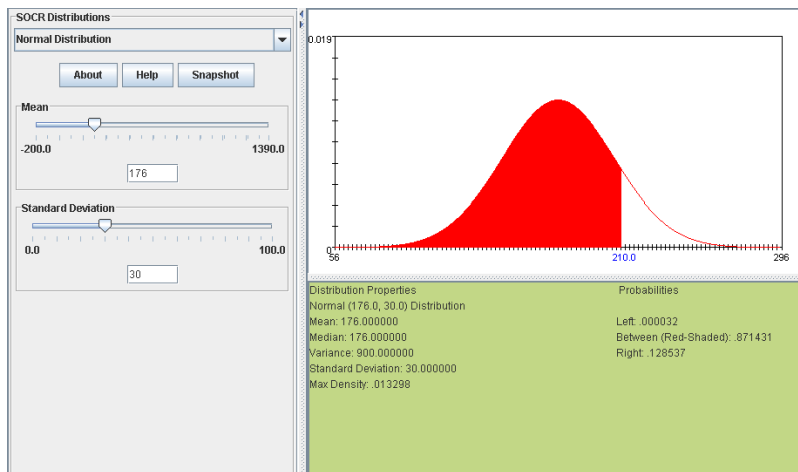 SOCR Distributions
Normal Distribution
About Help Snapshot
Mean
-200.0 1390.0
176
Standard Deviation
0.0 100.0
30
0.019
0
56 210.0 296
Distribution Properties Probabilities
Normal (176.0, 30.0) Distribution
Mean: 176.000000 Left: .000032
Median: 176.000000 Between (Red-Shaded): .871431
Variance: 900.000000 Right: .128537
Standard Deviation: 30.000000
Max Density: .013298